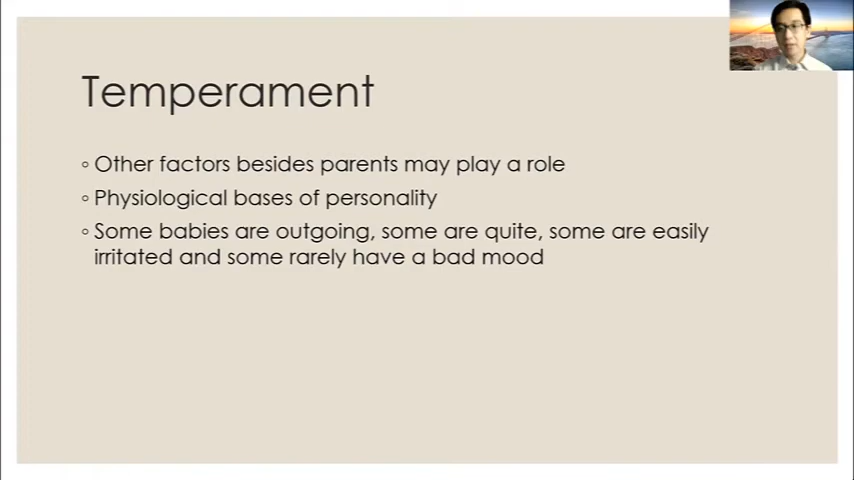 Temperament
◦ Other factors besides parents may play a role
◦ Physiological bases of personality
◦ Some babies are outgoing, some are quite, some are easily
irritated and some rarely have a bad mood